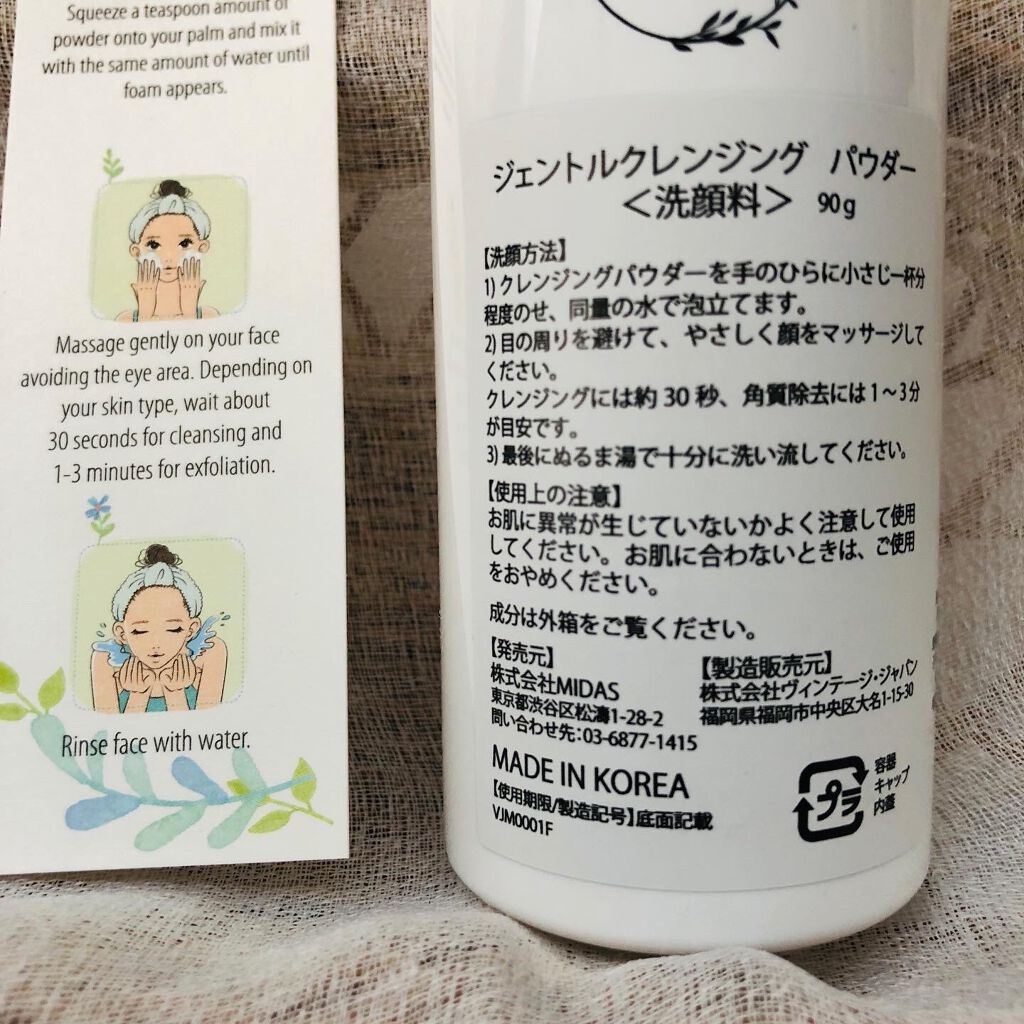 Squeeze a teaspoon amount of
powder onto your palm and mix it
with the same amount of water until
foam appears.
Massage gently on your face
avoiding the eye area. Depending on
your skin type, wait about
30 seconds for cleansing and
1-3 minutes for exfoliation.
Rinse face with water.
ジェントルクレンジング パウダー
＜洗顔料＞ 90g
【洗顔方法】
1) クレンジングパウダーを手のひらに小さじ一杯分
程度のせ、同量の水で泡立てます。
2) 目の周りを避けて、やさしく顔をマッサージして
ください。
クレンジングには約 30 秒、角質除去には 1～3 分
が目安です。
3) 最後にぬるま湯で十分に洗い流してください。
【使用上の注意】
お肌に異常が生じていないかよく注意して使用
してください。お肌に合わないときは、ご使用
をおやめください。
成分は外箱をご覧ください。
【発売元】
株式会社MIDAS
東京都渋谷区松濤1-28-2
問い合わせ先：03-6877-1415
【製造販売元】
株式会社ヴィンテージ・ジャパン
福岡県福岡市中央区大名1-15-30
MADE IN KOREA
【使用期限/製造記号】底面記載
VJM0001F
プラ
容器
キャップ
内蓋